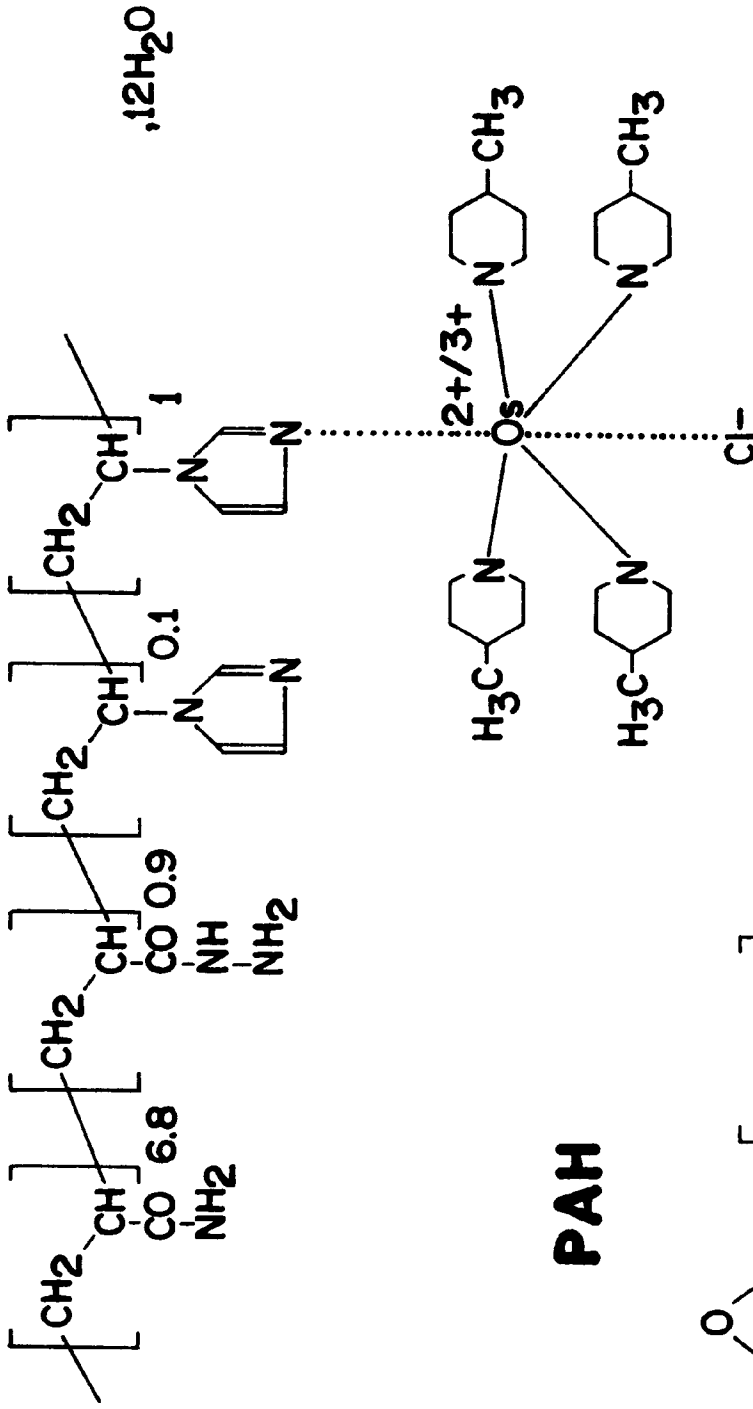 CH2 CH2 CH2 CH2
CH CH CH CH
,12H2O
CO 6.8 CO 0.9 0.1 1
NH2 NH N N
NH2 N N
2+/3+
H3C N N CH3
Os
PAH
H3C N N CH3
O Cl-